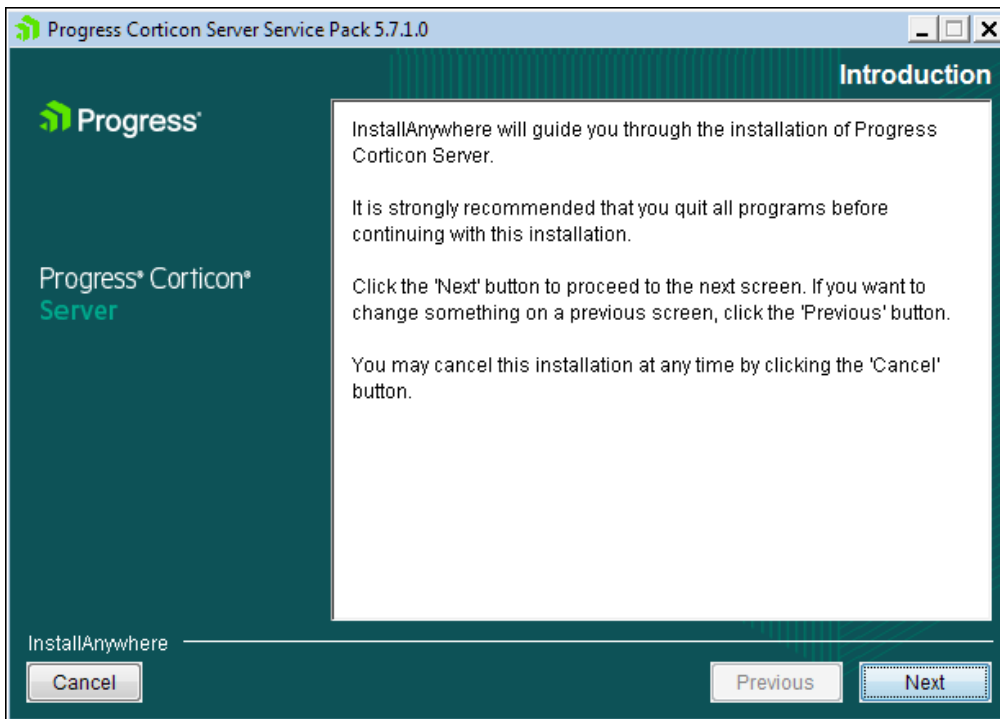 Progress Corticon Server Service Pack 5.7.1.0
Introduction
Progress®
InstallAnywhere will guide you through the installation of Progress
Corticon Server.
It is strongly recommended that you quit all programs before
continuing with this installation.
Progress® Corticon®
Server
Click the 'Next' button to proceed to the next screen. If you want to
change something on a previous screen, click the 'Previous' button.
You may cancel this installation at any time by clicking the 'Cancel'
button.
InstallAnywhere
Cancel
Previous
Next